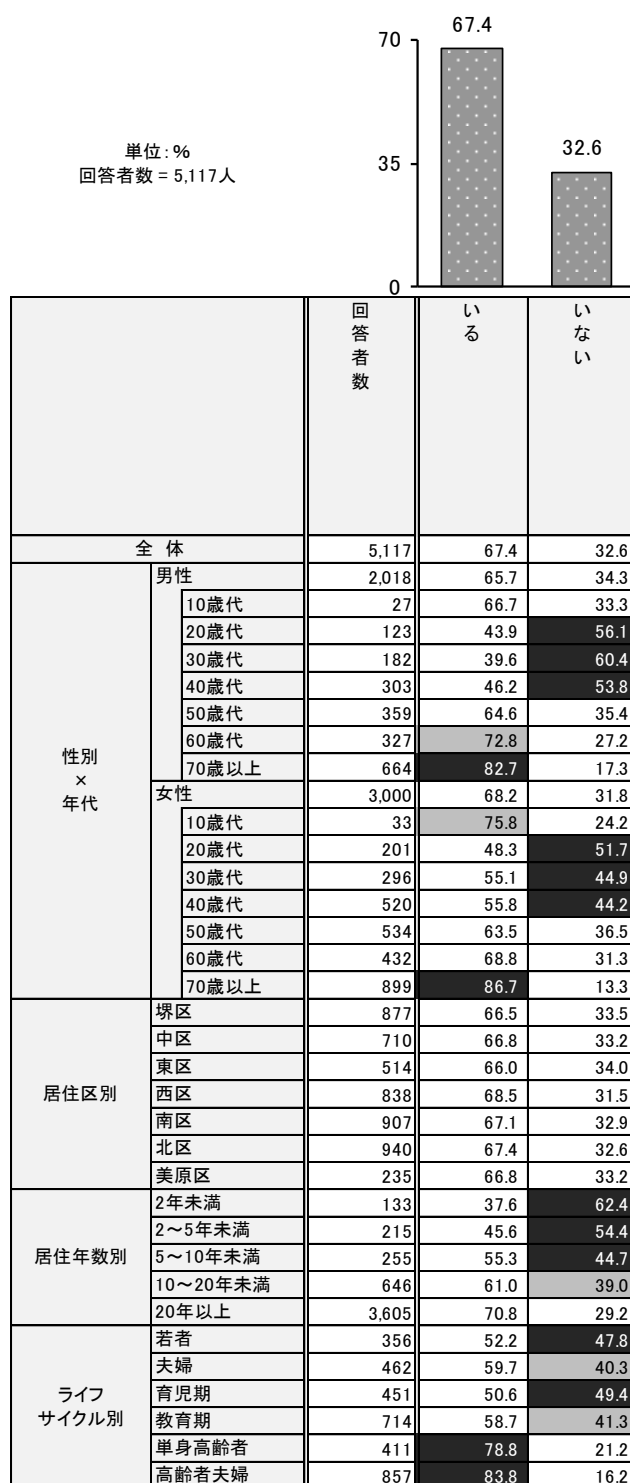 67.4
70
32.6
単位：％
35
回答者数 = 5,117人
0
回答者数 いる いない
全 体 5,117 67.4 32.6
性別×年代
男性 2,018 65.7 34.3
10歳代 27 66.7 33.3
20歳代 123 43.9 56.1
30歳代 182 39.6 60.4
40歳代 303 46.2 53.8
50歳代 359 64.6 35.4
60歳代 327 72.8 27.2
70歳以上 664 82.7 17.3
女性 3,000 68.2 31.8
10歳代 33 75.8 24.2
20歳代 201 48.3 51.7
30歳代 296 55.1 44.9
40歳代 520 55.8 44.2
50歳代 534 63.5 36.5
60歳代 432 68.8 31.3
70歳以上 899 86.7 13.3
居住区別
堺区 877 66.5 33.5
中区 710 66.8 33.2
東区 514 66.0 34.0
西区 838 68.5 31.5
南区 907 67.1 32.9
北区 940 67.4 32.6
美原区 235 66.8 33.2
居住年数別
2年未満 133 37.6 62.4
2～5年未満 215 45.6 54.4
5～10年未満 255 55.3 44.7
10～20年未満 646 61.0 39.0
20年以上 3,605 70.8 29.2
ライフ
サイクル別
若者 356 52.2 47.8
夫婦 462 59.7 40.3
育児期 451 50.6 49.4
教育期 714 58.7 41.3
単身高齢者 411 78.8 21.2
高齢者夫婦 857 83.8 16.2